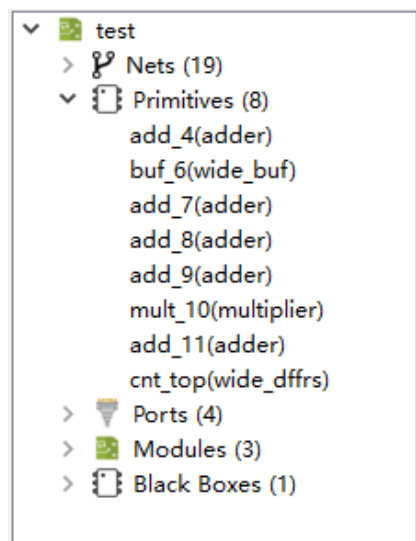 test
Nets (19)
Primitives (8)
add_4(adder)
buf_6(wide_buf)
add_7(adder)
add_8(adder)
add_9(adder)
mult_10(multiplier)
add_11(adder)
cnt_top(wide_dffrs)
Ports (4)
Modules (3)
Black Boxes (1)